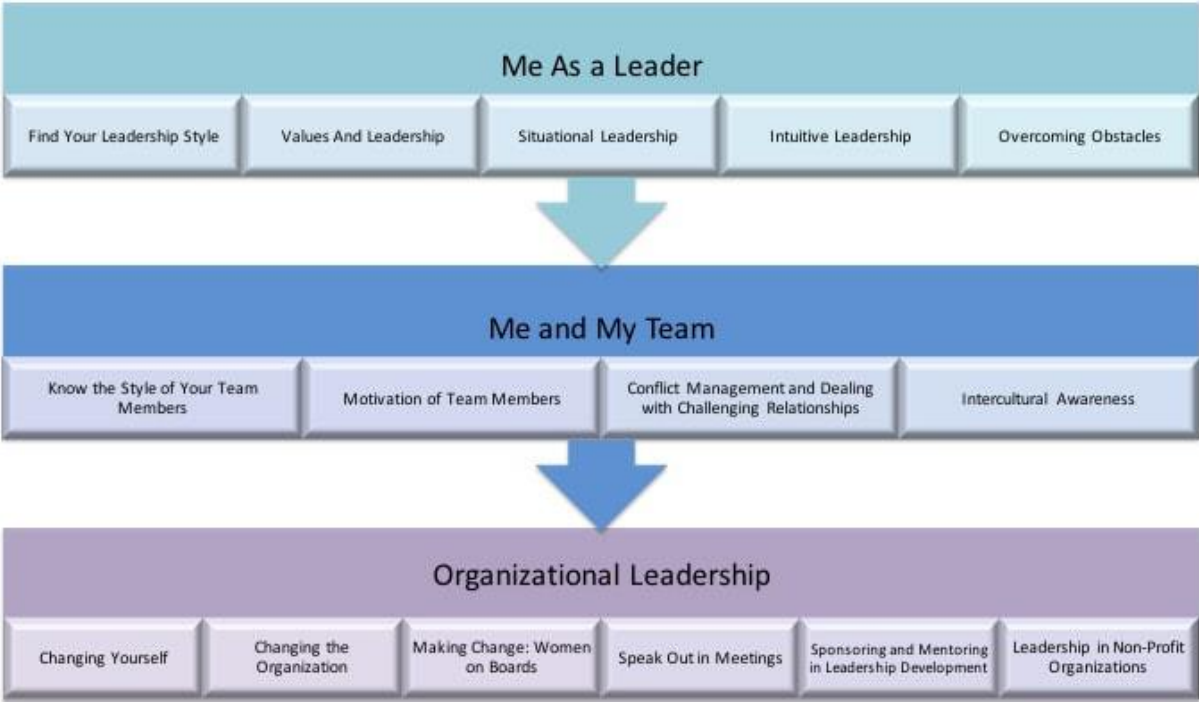 Me As a Leader
Find Your Leadership Style
Values And Leadership
Situational Leadership
Intuitive Leadership
Overcoming Obstacles
Me and My Team
Know the Style of Your Team
Members
Motivation of Team Members
Conflict Management and Dealing
with Challenging Relationships
Intercultural Awareness
Organizational Leadership
Changing Yourself
Changing the
Organization
Making Change: Women
on Boards
Speak Out in Meetings
Sponsoring and Mentoring
in Leadership Development
Leadership in Non-Profit
Organizations